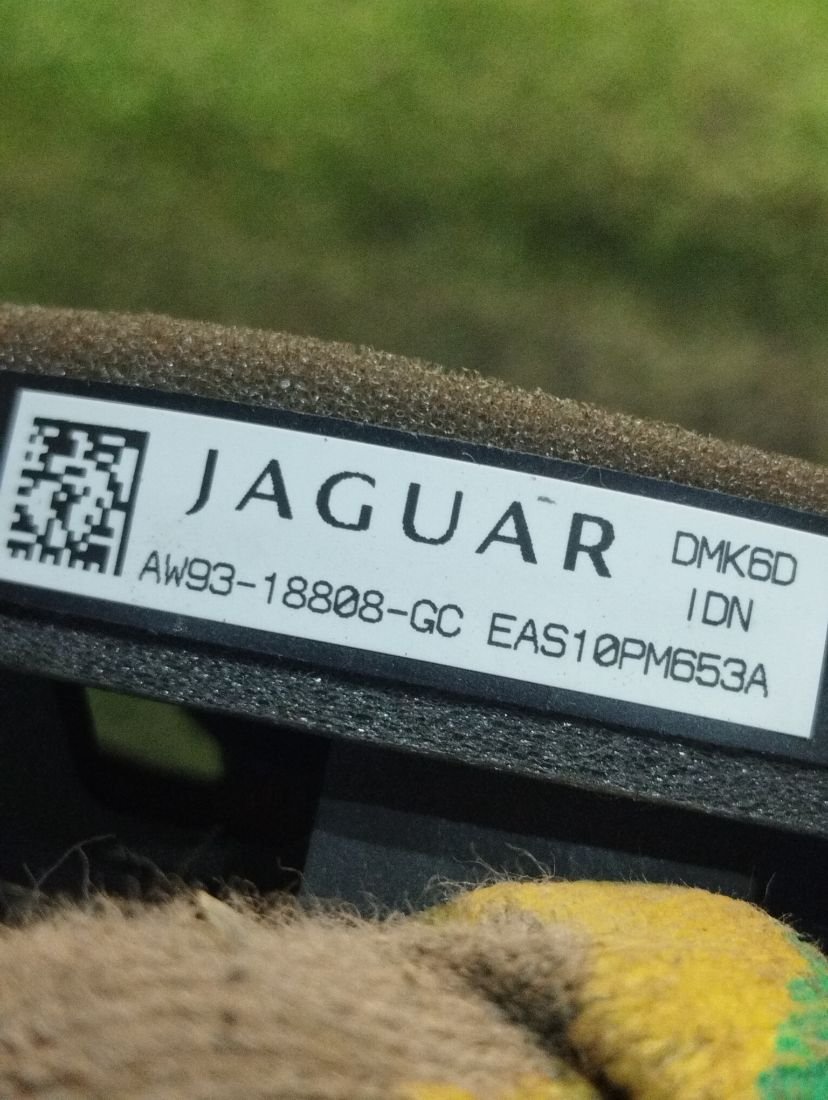 JAGUAR
DMK6D
IDN
AW93-18808-GC EAS10PM653A